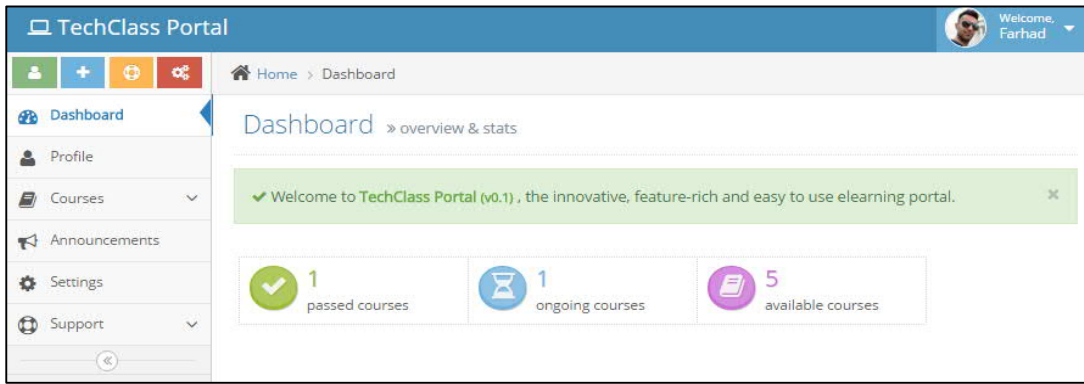 TechClass Portal
Welcome,
Farhad
Home > Dashboard
Dashboard
Profile
Courses
Announcements
Settings
Support
Dashboard » overview & stats
Welcome to TechClass Portal (v0.1) , the innovative, feature-rich and easy to use elearning portal.
1
passed courses
1
ongoing courses
5
available courses